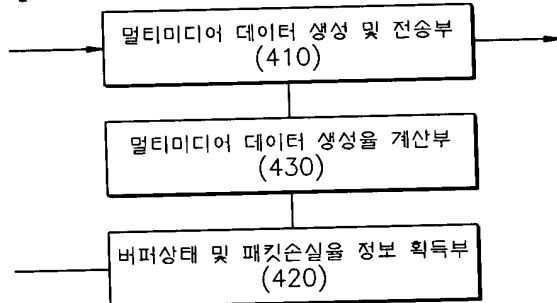 멀티미디어 데이터 생성 및 전송부
(410)
멀티미디어 데이터 생성율 계산부
(430)
버퍼상태 및 패킷손실율 정보 획득부
(420)